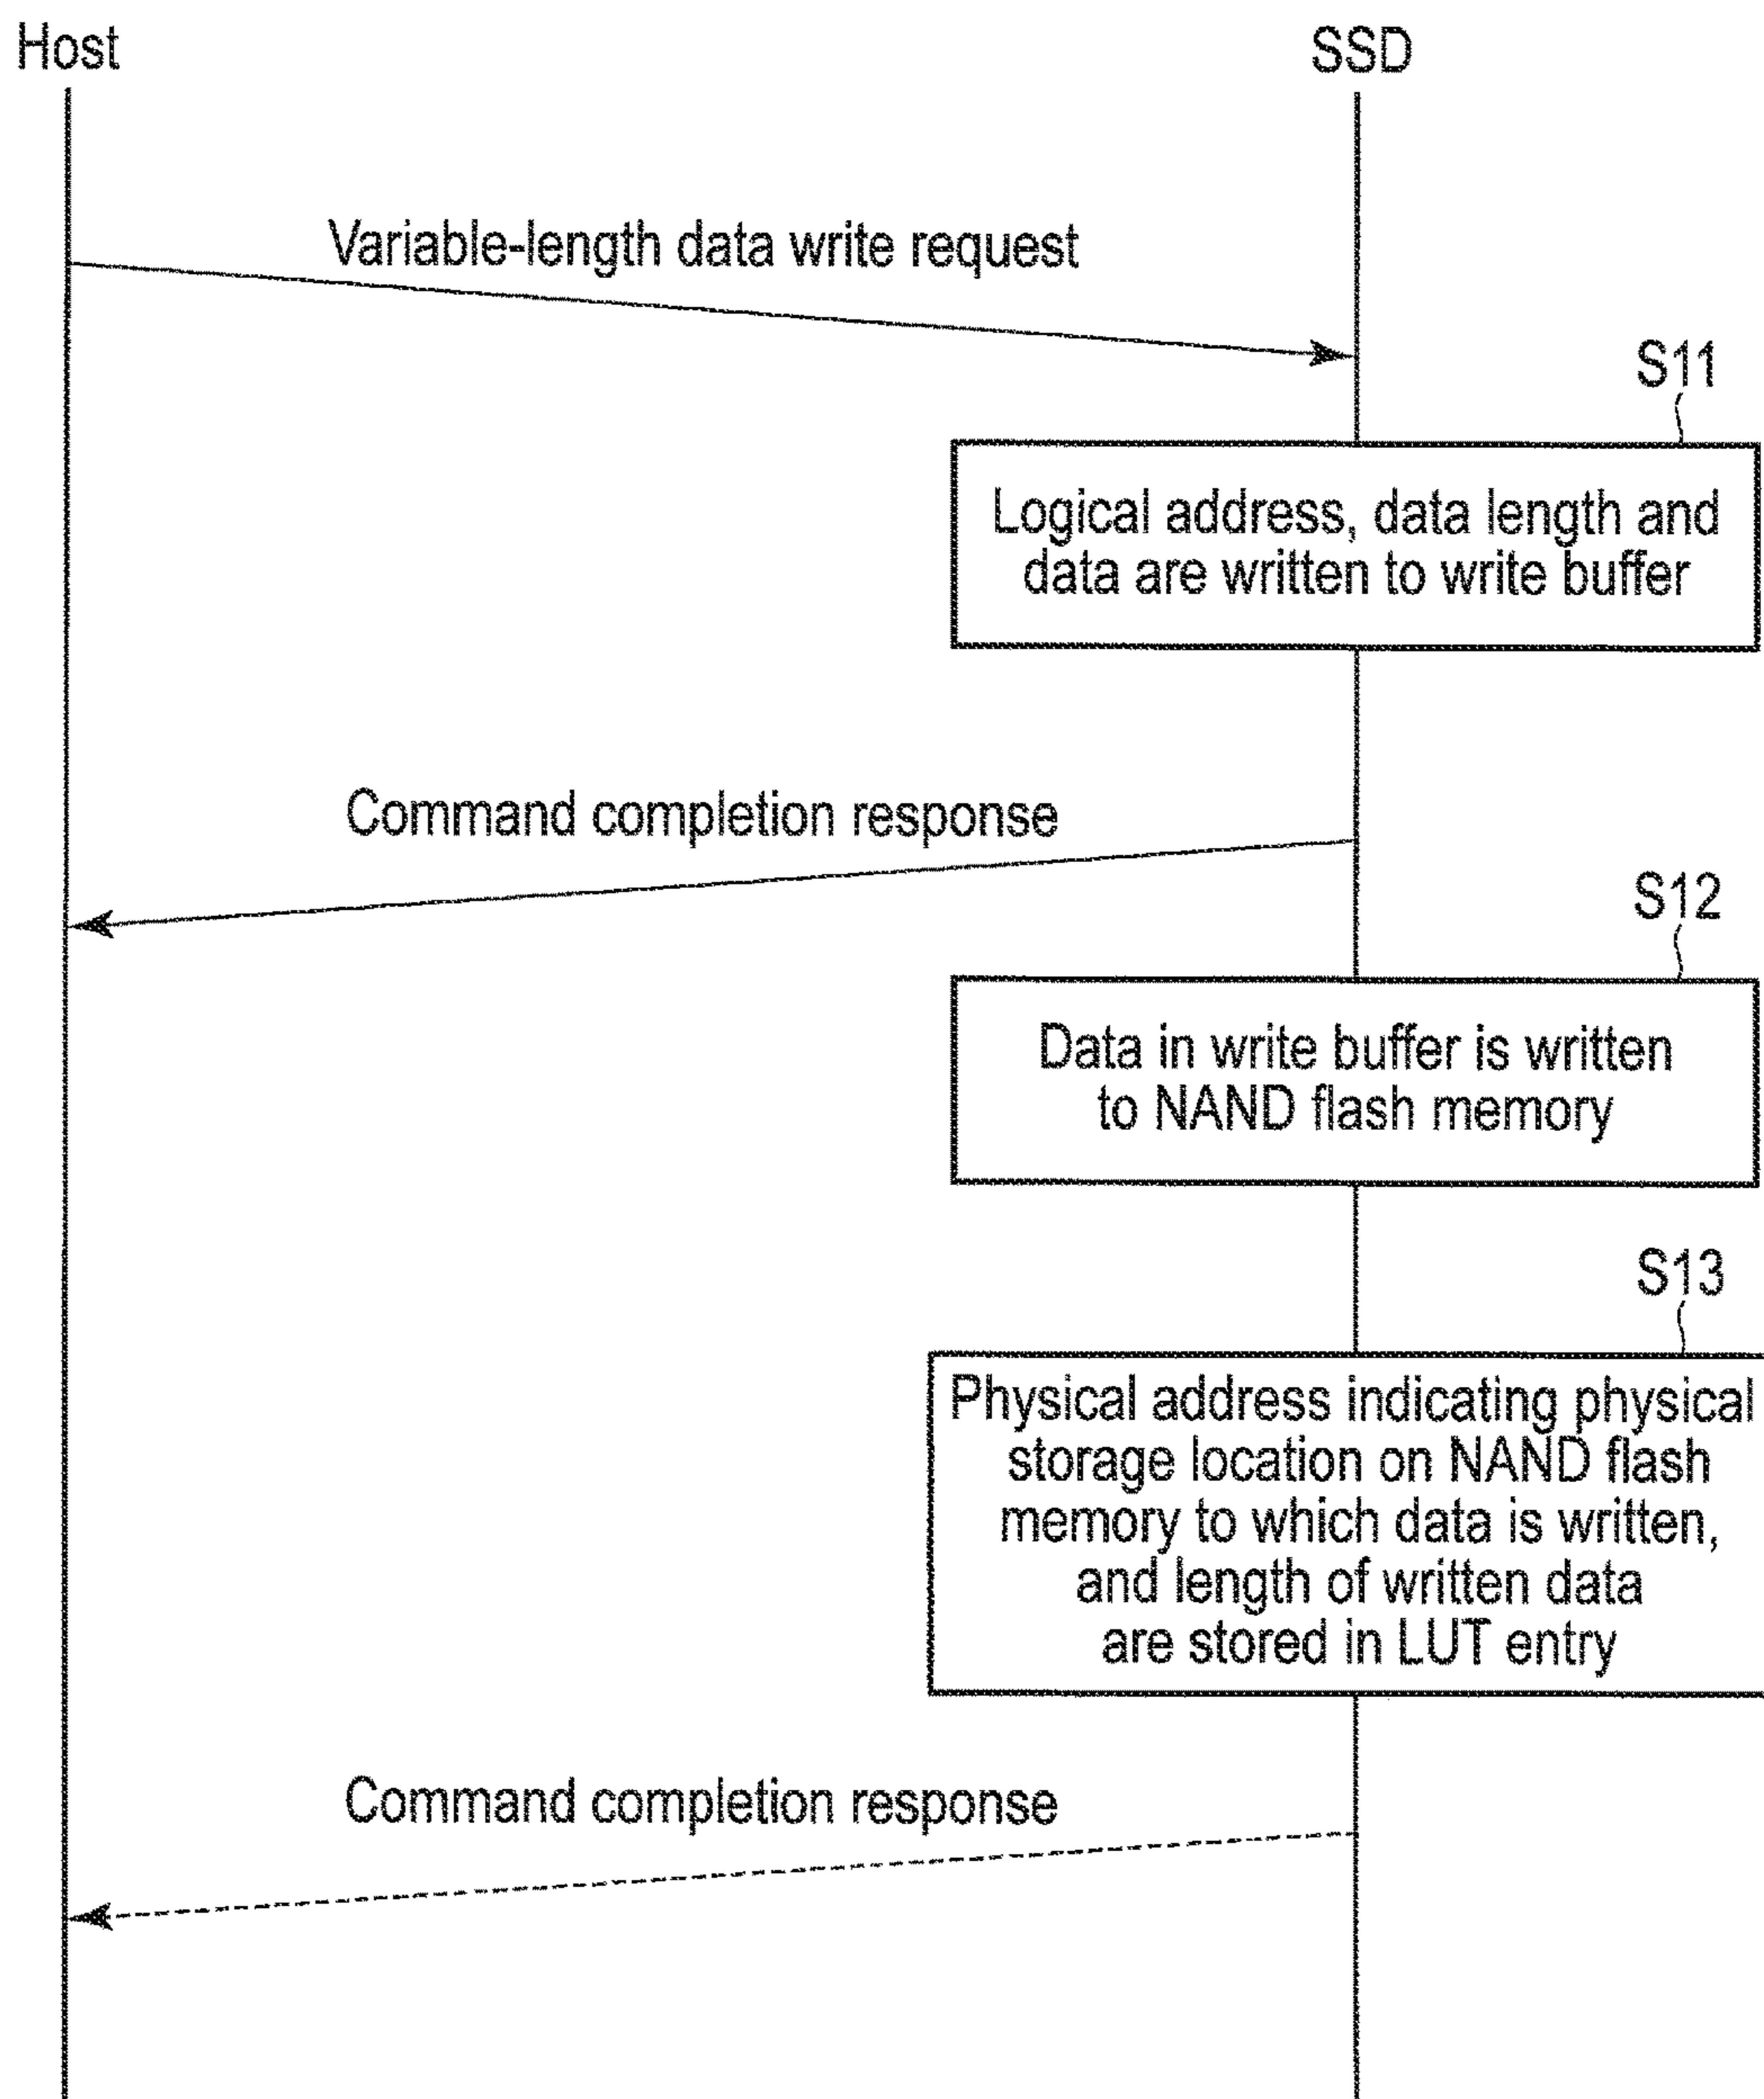 Host
SSD
Variable-length data write request
S11
Logical address, data length and
data are written to write buffer
Command completion response
S12
Data in write buffer is written
to NAND flash memory
S13
Physical address indicating physical
storage location on NAND flash
memory to which data is written,
and length of written data
are stored in LUT entry
Command completion response